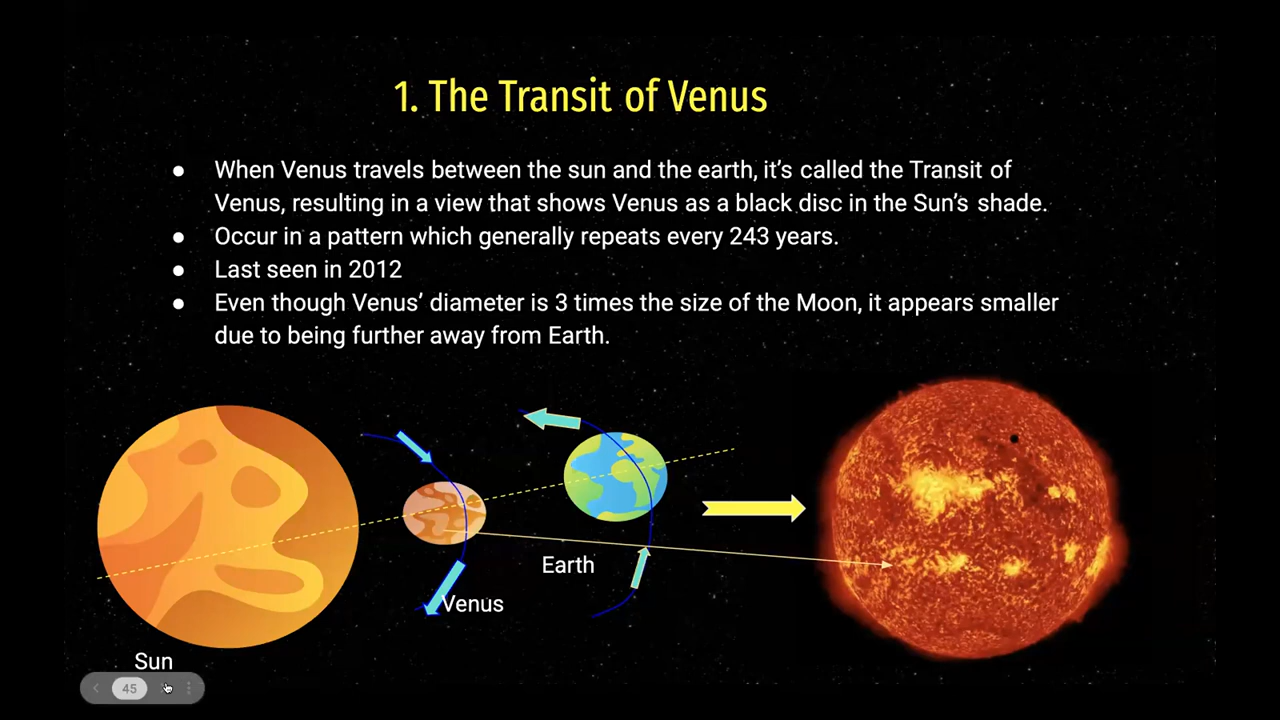 1. The Transit of Venus
● When Venus travels between the sun and the earth, it's called the Transit of
Venus, resulting in a view that shows Venus as a black disc in the Sun's shade.
● Occur in a pattern which generally repeats every 243 years.
● Last seen in 2012
● Even though Venus' diameter is 3 times the size of the Moon, it appears smaller
due to being further away from Earth.
Earth
Venus
Sun
45